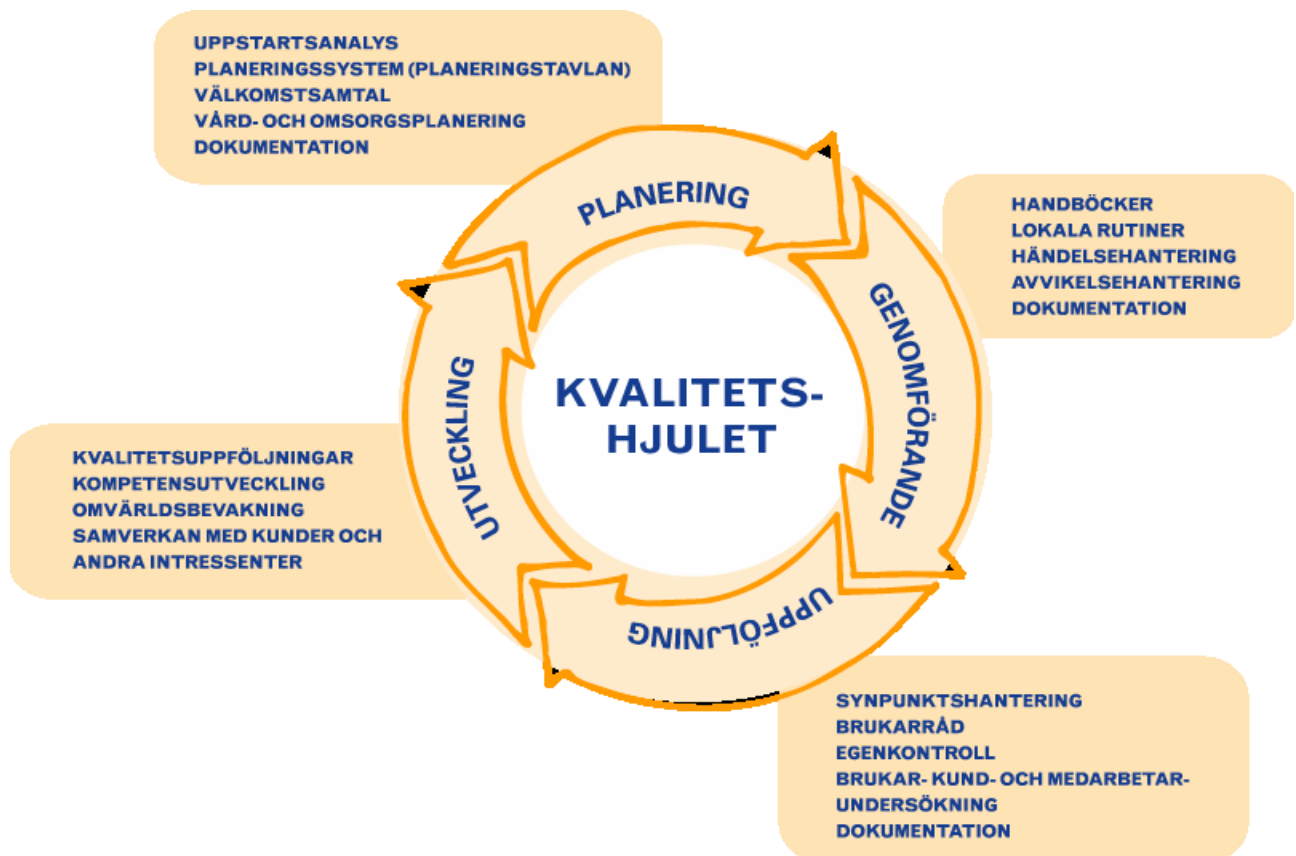 UPPSTARTSANALYS
PLANERINGSSYSTEM (PLANERINGSTAVLAN)
VÄLKOMSTSAMTAL
VÅRD- OCH OMSORGSPLANERING
DOKUMENTATION
PLANERING
HANDBÖCKER
LOKALA RUTINER
HÄNDELSEHANTERING
AVVIKELSEHANTERING
DOKUMENTATION
GENOMFÖRANDE
KVALITETS-
HJULET
UTVECKLING
KVALITETSUPPFÖLJNINGAR
KOMPETENSUTVECKLING
OMVÄRLDSBEVAKNING
SAMVERKAN MED KUNDER OCH
ANDRA INTRESSENTER
UPPFÖLJNING
SYNPUNKTSHANTERING
BRUKARRÅD
EGENKONTROLL
BRUKAR- KUND- OCH MEDARBETAR-
UNDERSÖKNING
DOKUMENTATION